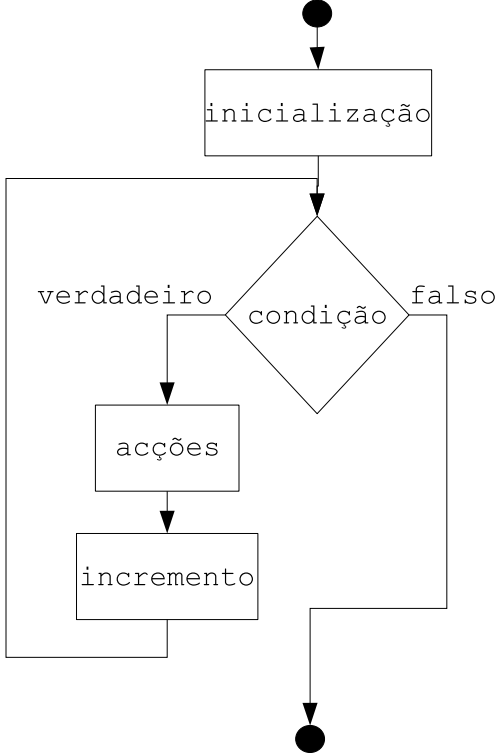 inicialização
verdadeiro
falso
condição
acções
incremento